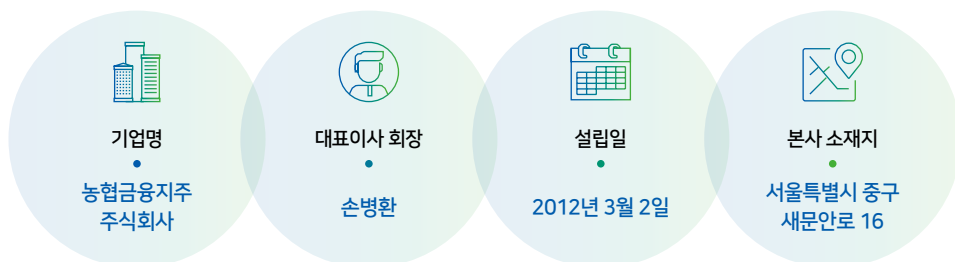 기업명
농협금융지주
주식회사
대표이사 회장
손병환
설립일
2012년 3월 2일
본사 소재지
서울특별시 중구
새문안로 16